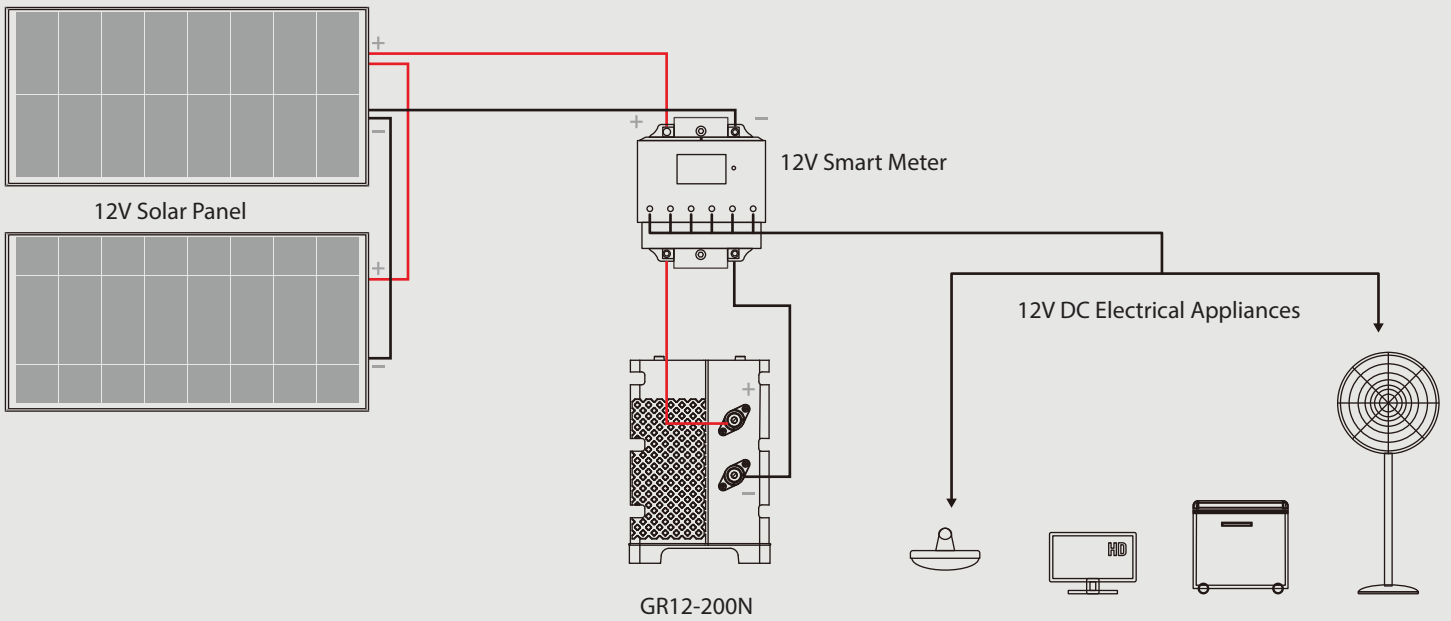 +
+
−
−
12V Smart Meter
12V Solar Panel
+
12V DC Electrical Appliances
−
+
−
HD
GR12-200N